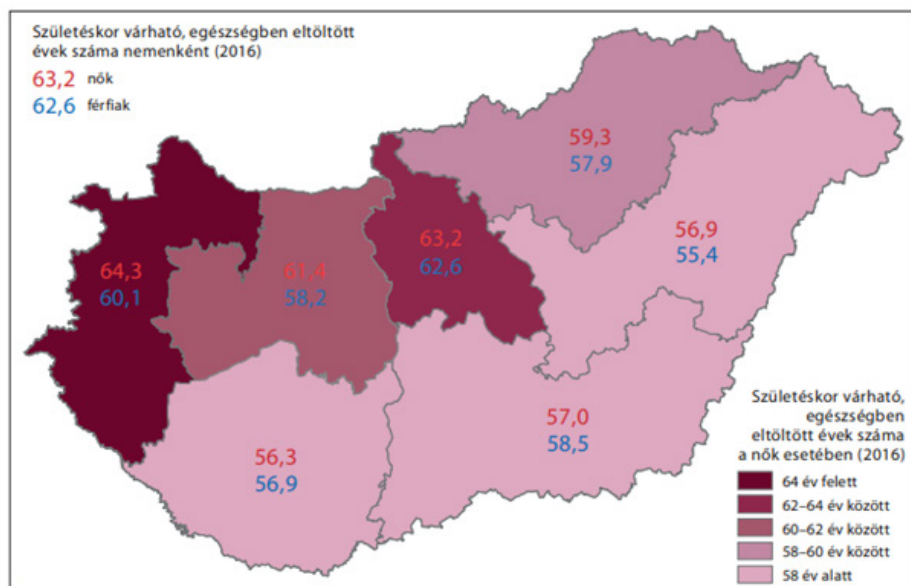 Születéskor várható, egészségben eltöltött
évek száma nemenként (2016)
63,2 nők
62,6 férfiak
59,3
57,9
56,9
55,4
63,2
62,6
64,3
60,1
61,4
58,2
57,0
58,5
56,3
56,9
Születéskor várható,
egészségben
eltöltött évek száma
a nők esetében (2016)
64 év felett
62–64 év között
60–62 év között
58–60 év között
58 év alatt